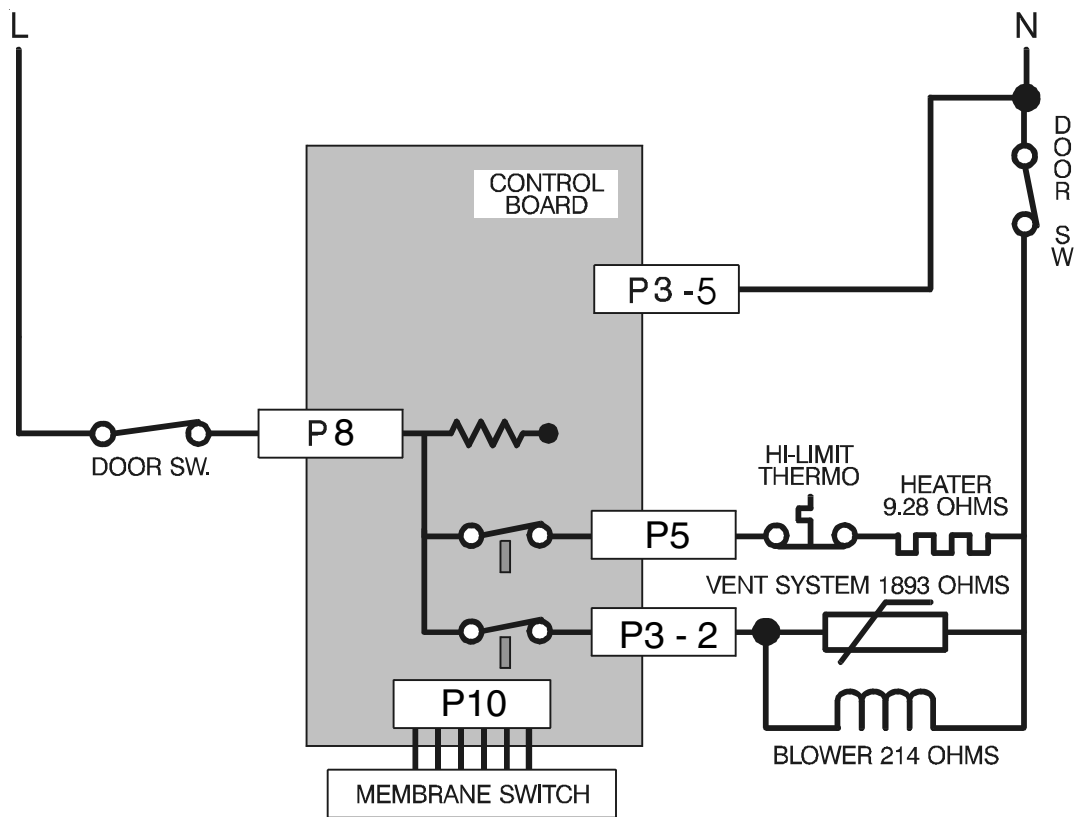 L
N
DOOR SW
CONTROL
BOARD
P3-5
P8
DOOR SW.
HI-LIMIT
THERMO
HEATER
9.28 OHMS
P5
VENT SYSTEM 1893 OHMS
P3-2
P10
BLOWER 214 OHMS
MEMBRANE SWITCH